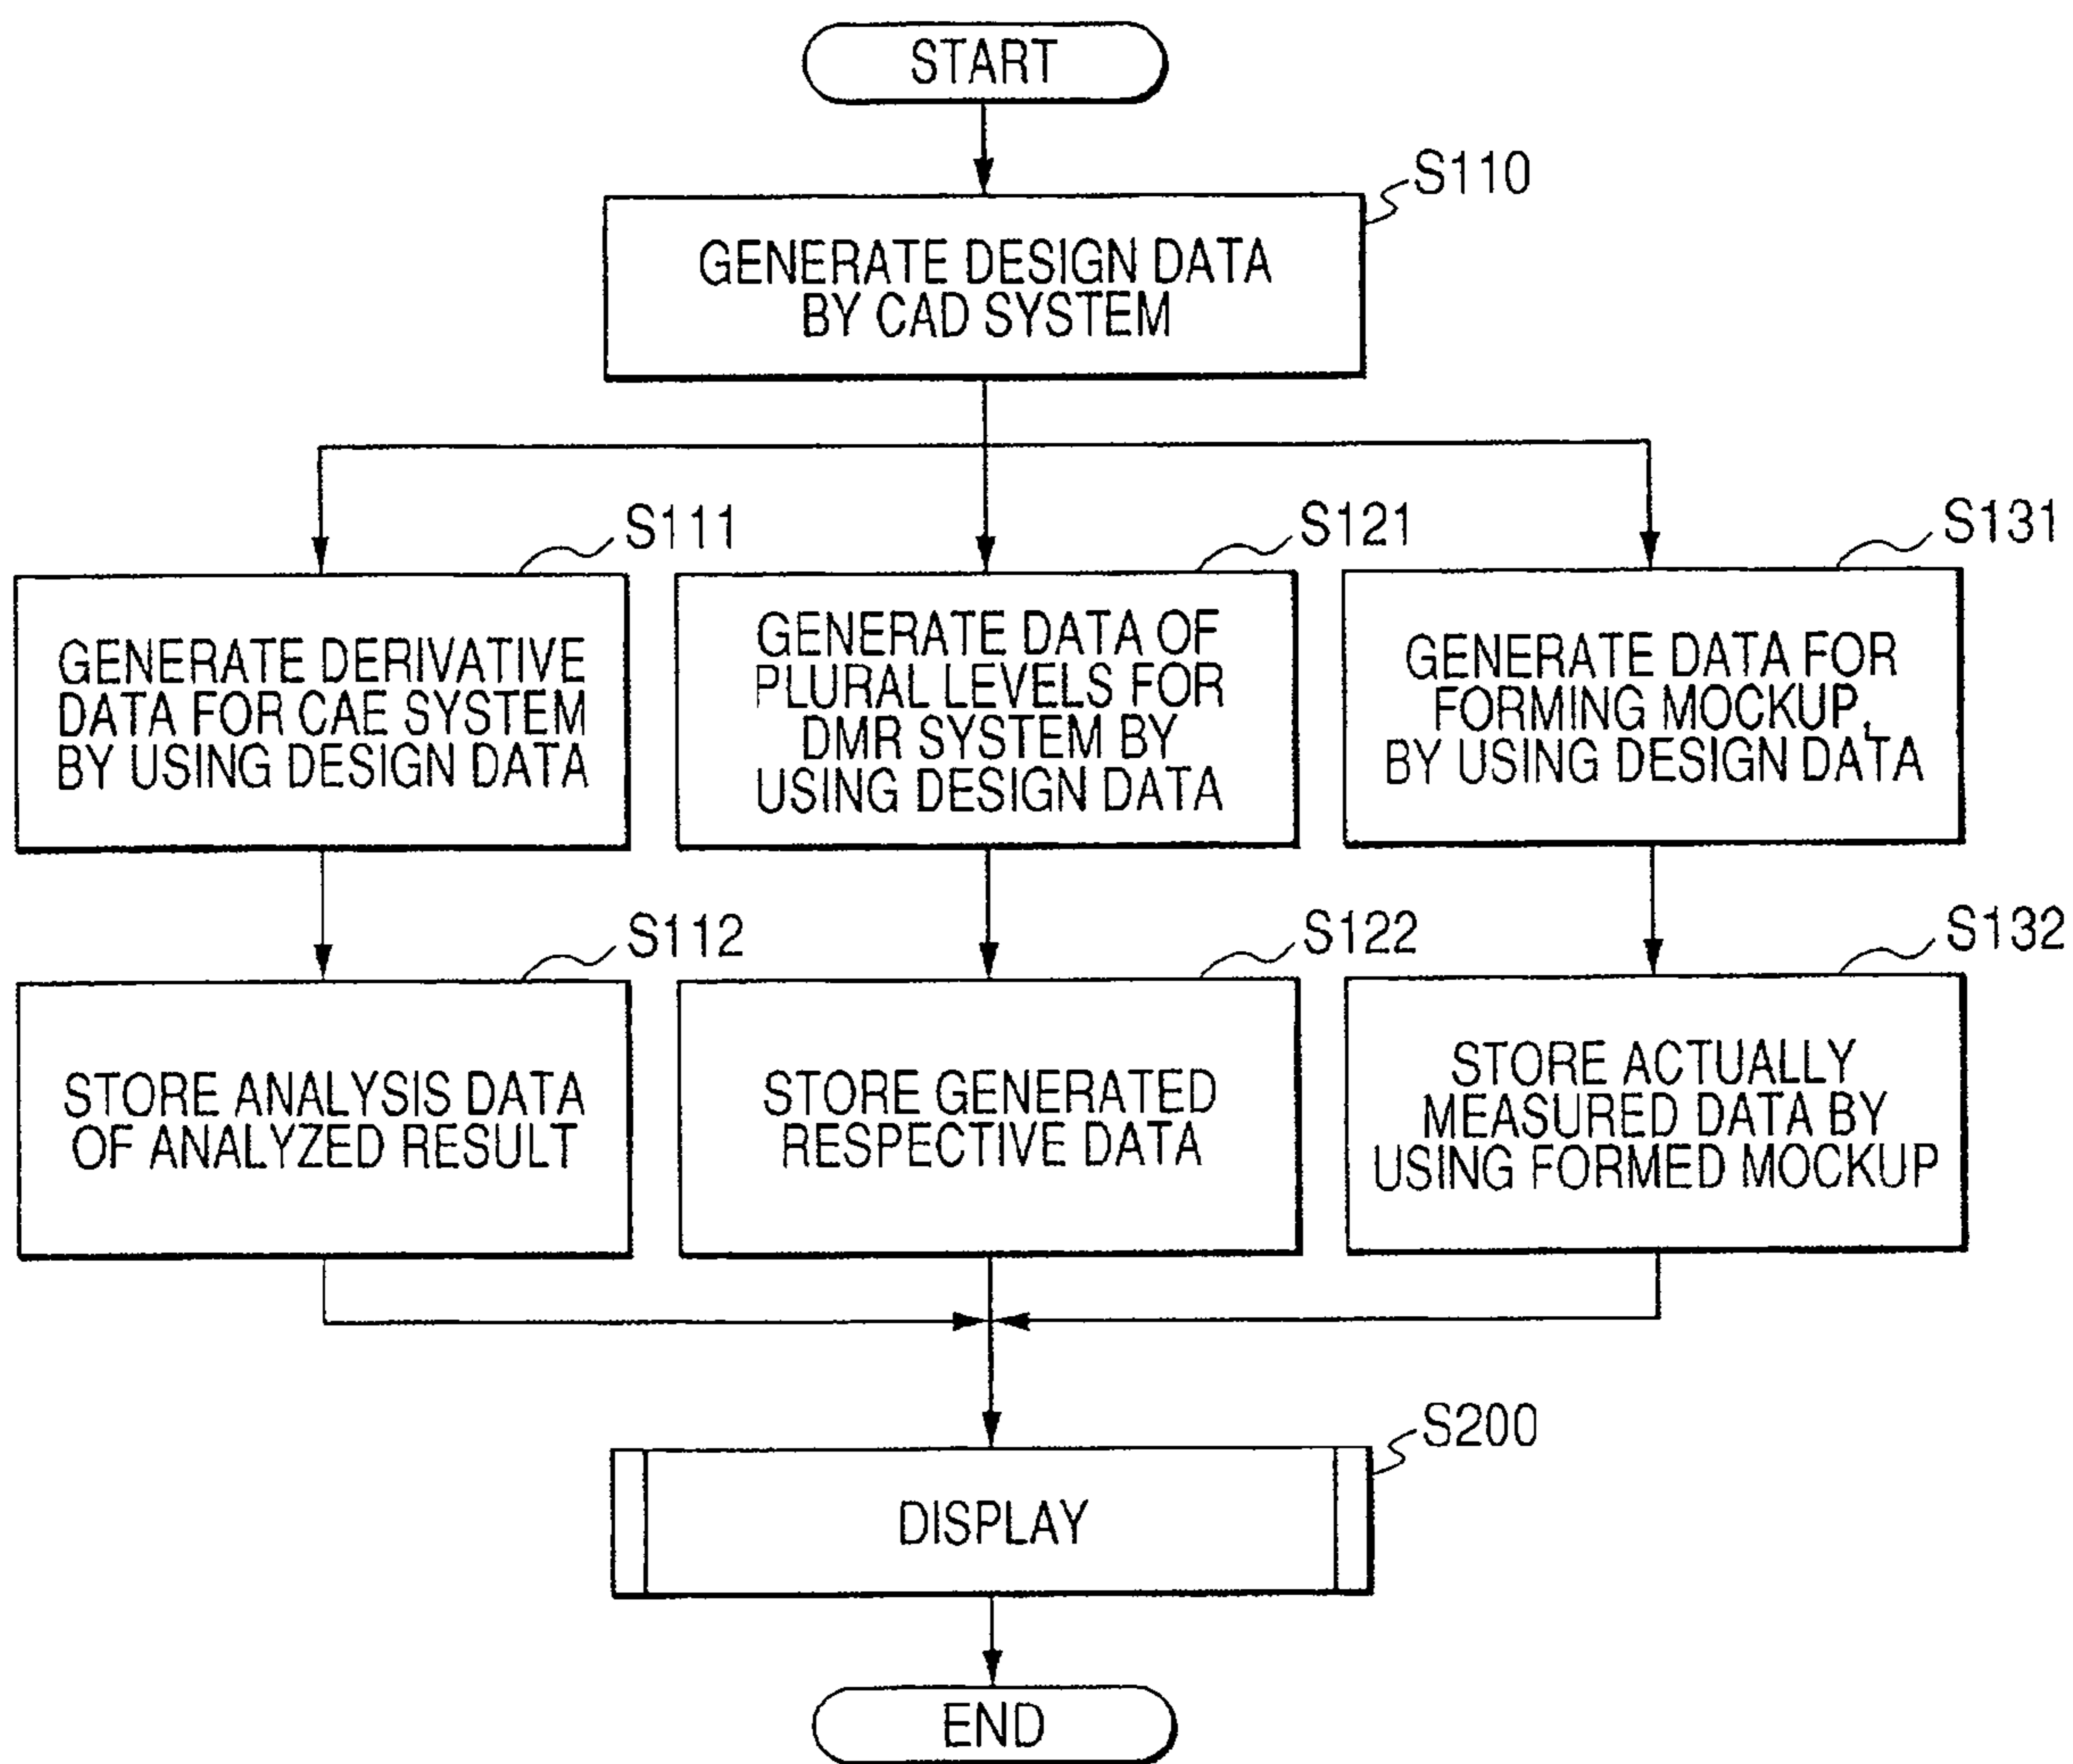 START
S110
GENERATE DESIGN DATA
BY CAD SYSTEM
S111
GENERATE DERIVATIVE
DATA FOR CAE SYSTEM
BY USING DESIGN DATA
S121
GENERATE DATA OF
PLURAL LEVELS FOR
DMR SYSTEM BY
USING DESIGN DATA
S131
GENERATE DATA FOR
FORMING MOCKUP,
BY USING DESIGN DATA
S112
STORE ANALYSIS DATA
OF ANALYZED RESULT
S122
STORE GENERATED
RESPECTIVE DATA
S132
STORE ACTUALLY
MEASURED DATA BY
USING FORMED MOCKUP
S200
DISPLAY
END